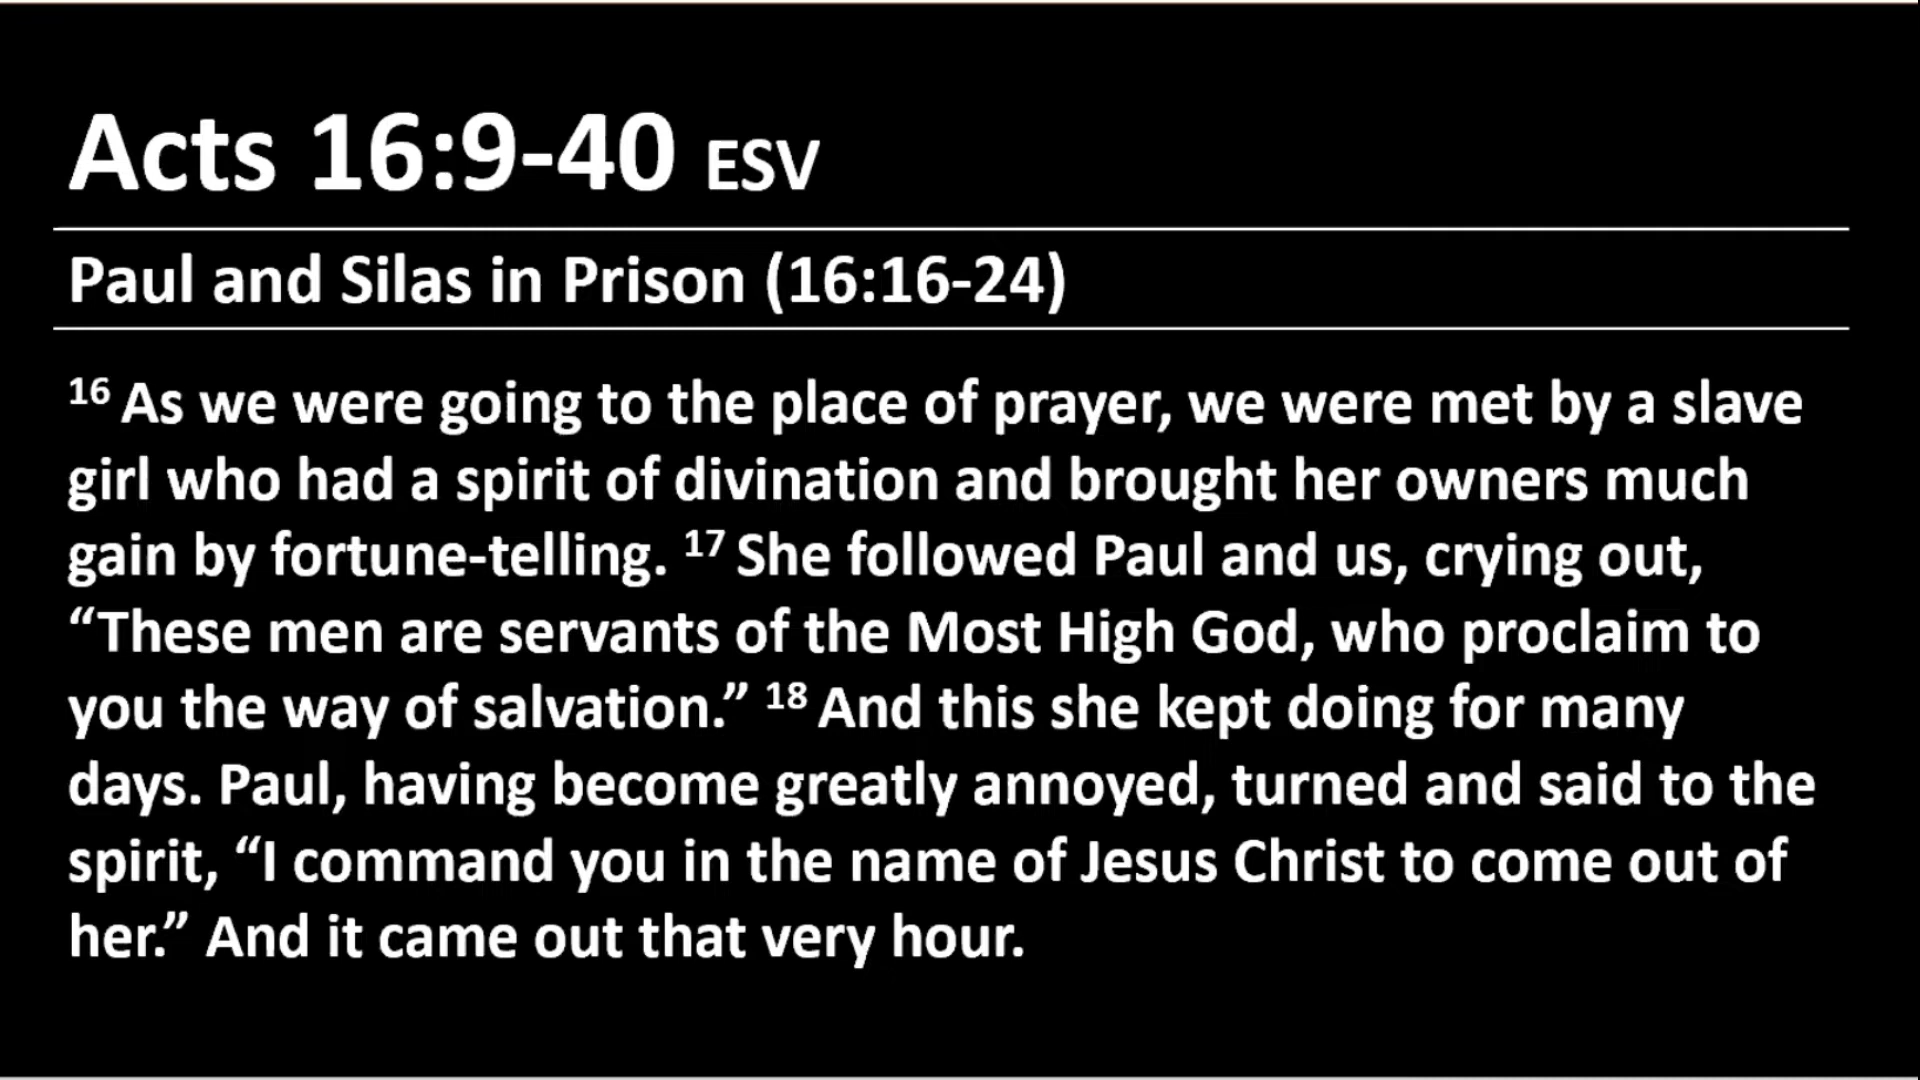 Acts 16:9-40 ESV
Paul and Silas in Prison (16:16-24)
16 As we were going to the place of prayer, we were met by a slave
girl who had a spirit of divination and brought her owners much
gain by fortune-telling. 17 She followed Paul and us, crying out,
“These men are servants of the Most High God, who proclaim to
you the way of salvation.” 18 And this she kept doing for many
days. Paul, having become greatly annoyed, turned and said to the
spirit, “I command you in the name of Jesus Christ to come out of
her.” And it came out that very hour.